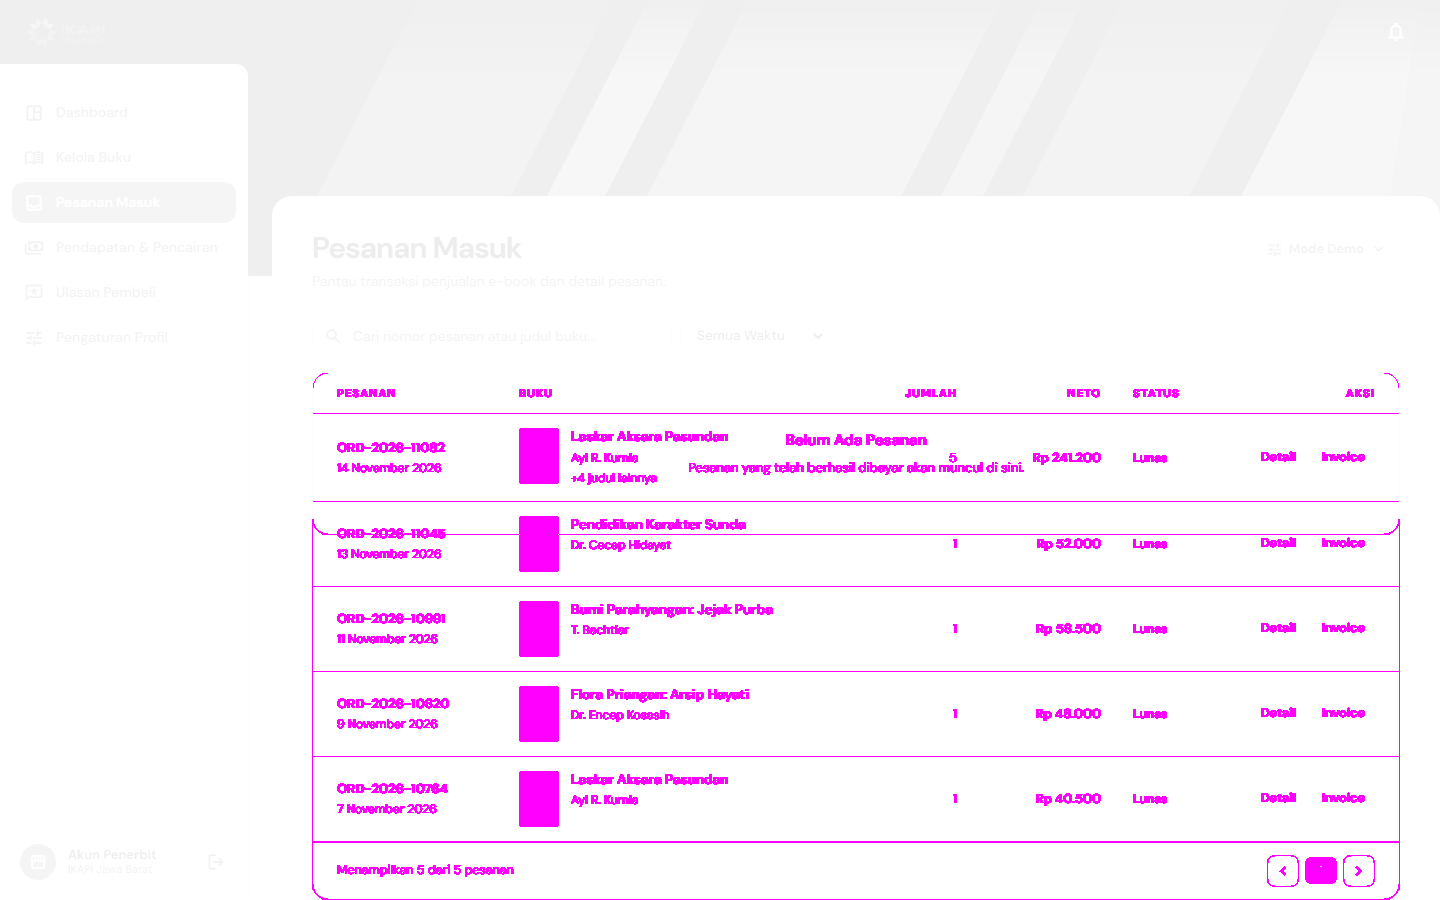 IKAPI
Dashboard
Kelola Buku
Pesanan Masuk
Pendapatan & Pencairan
Ulasan Pembeli
Pengaturan Profil
Akun Penerbit
IKAPI Jawa Barat
Pesanan Masuk
Mode Demo
Pantau transaksi penjualan e-book dan detail pesanan.
Cari nomor pesanan atau judul buku...
Semua Waktu
PESANAN BUKU JUMLAH NETO STATUS AKSI
Laskar Aksara Pasundan
Belum Ada Pesanan
ORD-2026-11082
Ayi R. Kurnia
5 Rp 241.200 Lunas Detail Invoice
14 November 2026
Pesanan yang telah berhasil dibayar akan muncul di sini.
+4 judul lainnya
Pendidikan Karakter Sunda
ORD-2026-11045
Dr. Cecep Hidayat
1 Rp 52.000 Lunas Detail Invoice
13 November 2026
Bumi Parahyangan: Jejak Purba
ORD-2026-10991
T. Bachtiar
1 Rp 58.500 Lunas Detail Invoice
11 November 2026
Flora Priangan: Arsip Hayati
ORD-2026-10820
Dr. Encep Kosasih
1 Rp 48.000 Lunas Detail Invoice
9 November 2026
Laskar Aksara Pasundan
ORD-2026-10764
Ayi R. Kurnia
1 Rp 40.500 Lunas Detail Invoice
7 November 2026
Menampilkan 5 dari 5 pesanan